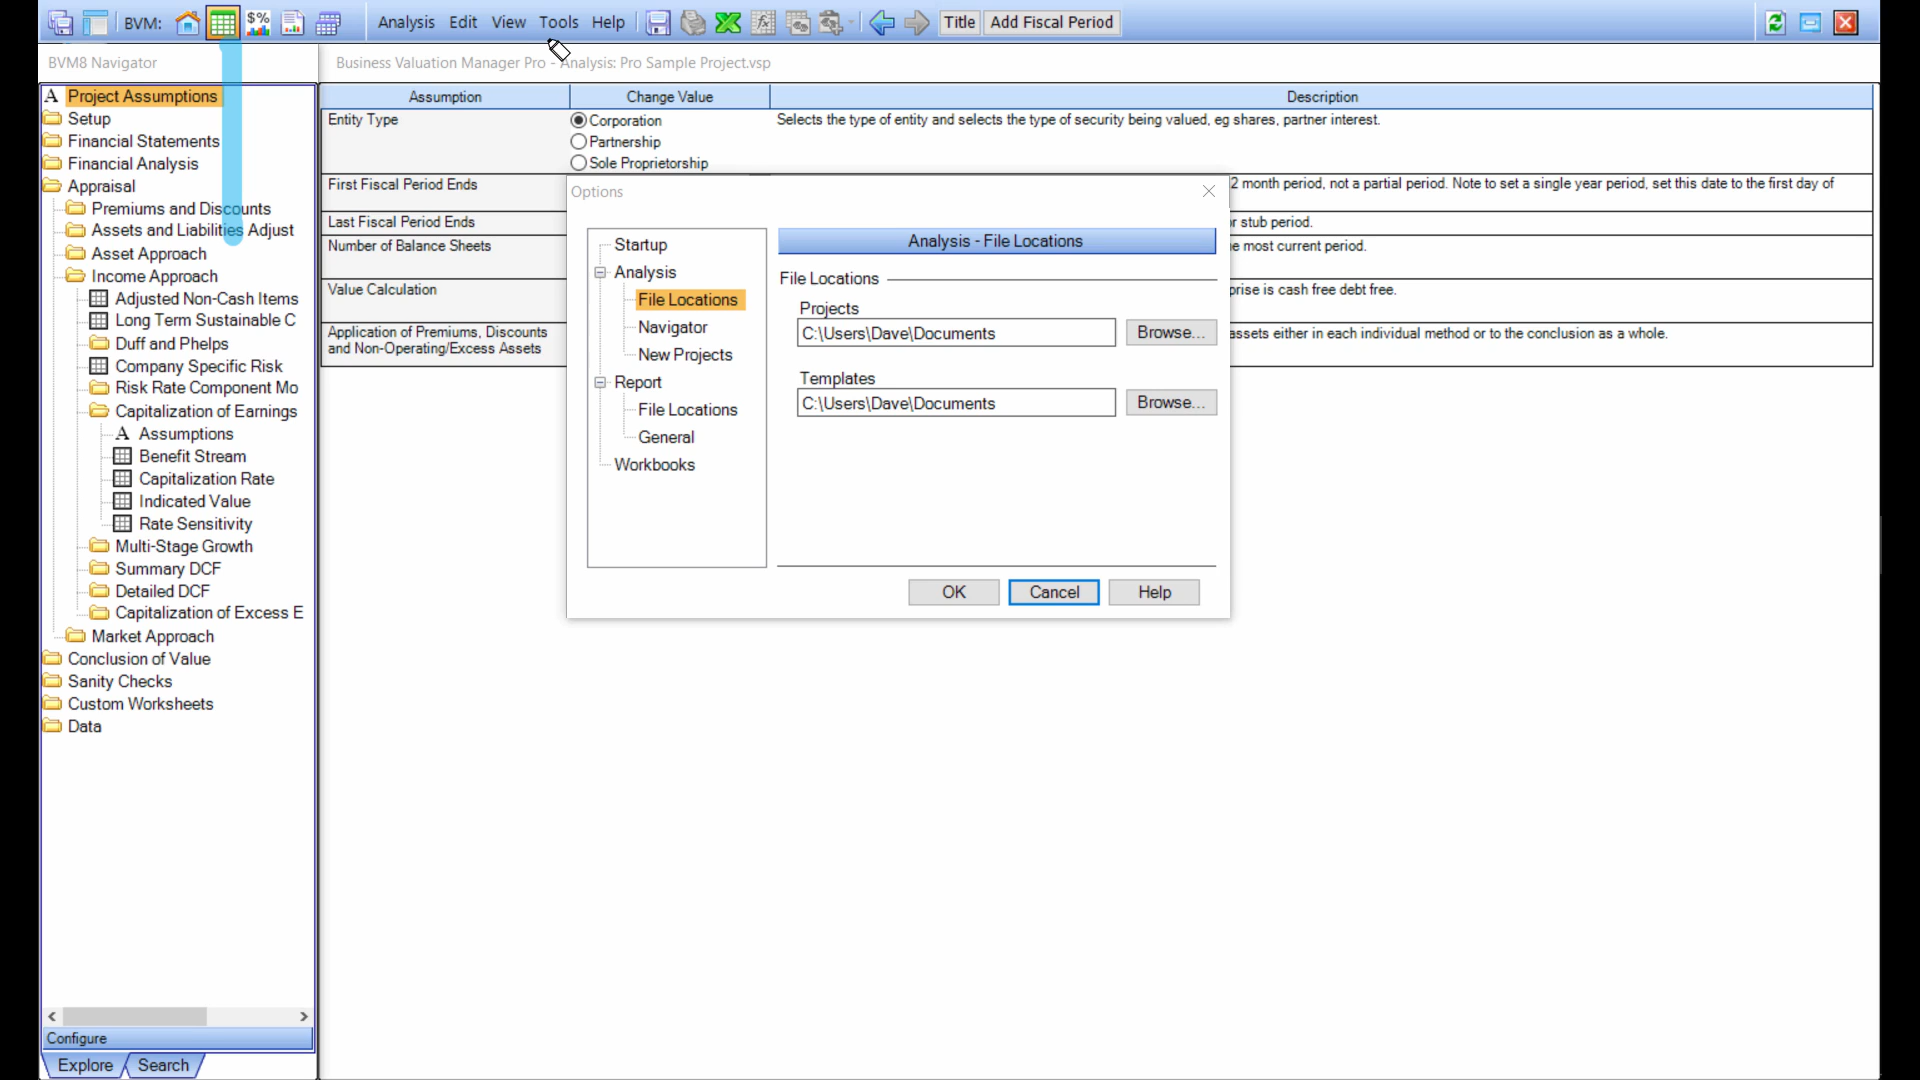 BVM: Analysis Edit View Tools Help Title Add Fiscal Period
BVM8 Navigator
Business Valuation Manager Pro - Analysis: Pro Sample Project.vsp
A Project Assumptions
Setup
Financial Statements
Financial Analysis
Appraisal
Premiums and Discounts
Assets and Liabilities Adjust
Asset Approach
Income Approach
Adjusted Non-Cash Items
Long Term Sustainable C
Duff and Phelps
Company Specific Risk
Risk Rate Component Mo
Capitalization of Earnings
A Assumptions
Benefit Stream
Capitalization Rate
Indicated Value
Rate Sensitivity
Multi-Stage Growth
Summary DCF
Detailed DCF
Capitalization of Excess E
Market Approach
Conclusion of Value
Sanity Checks
Custom Worksheets
Data
Configure
Explore Search
Assumption Change Value Description
Entity Type
Corporation
Partnership
Sole Proprietorship
Selects the type of entity and selects the type of security being valued, eg shares, partner interest.
First Fiscal Period Ends
2 month period, not a partial period. Note to set a single year period, set this date to the first day of
Last Fiscal Period Ends
r stub period.
Number of Balance Sheets
e most current period.
Value Calculation
prise is cash free debt free.
Application of Premiums, Discounts
and Non-Operating/Excess Assets
assets either in each individual method or to the conclusion as a whole.
Options
Startup
Analysis
File Locations
Navigator
New Projects
Report
File Locations
General
Workbooks
Analysis - File Locations
File Locations
Projects
C:\Users\Dave\Documents Browse...
Templates
C:\Users\Dave\Documents Browse...
OK Cancel Help